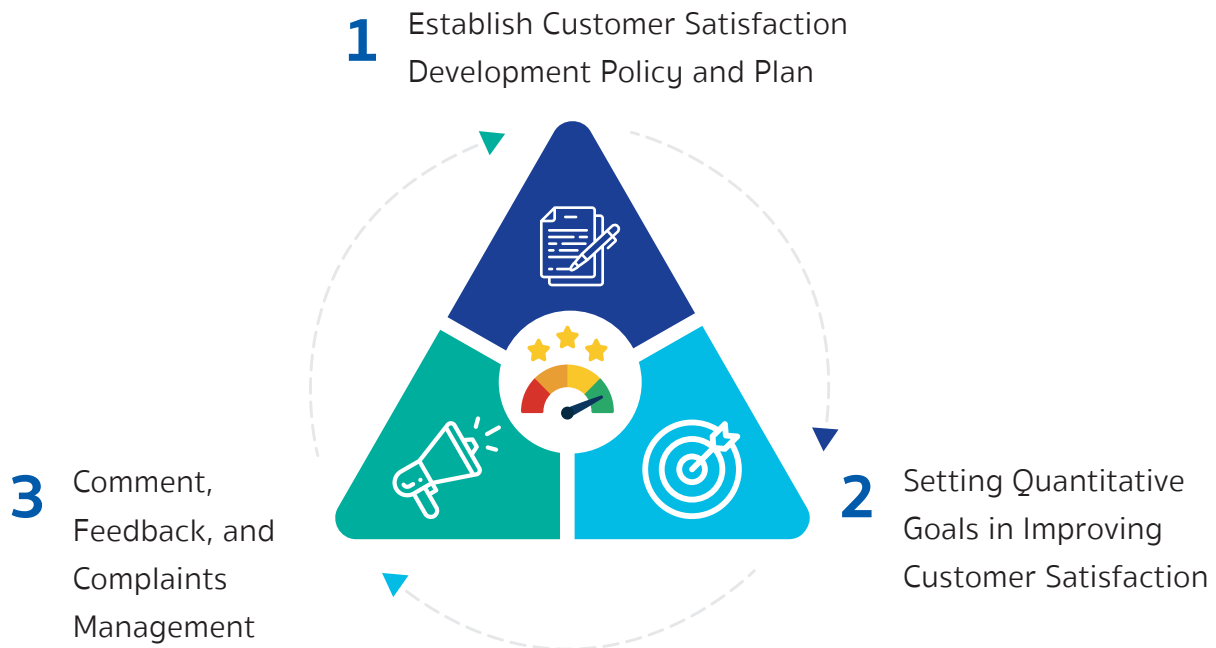 1
Establish Customer Satisfaction
Development Policy and Plan
2
Setting Quantitative
Goals in Improving
Customer Satisfaction
3
Comment,
Feedback, and
Complaints
Management